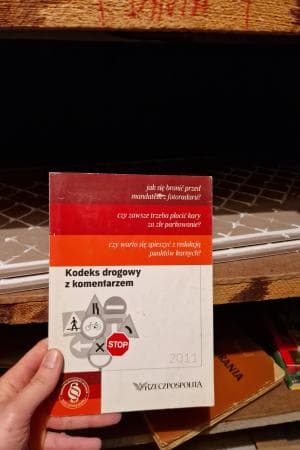 jak się bronić przed
mandatem z fotoradaru?
czy zawsze trzeba płacić kary
za złe parkowanie?
czy warto się spieszyć z redakcją
punktów karnych?
Kodeks drogowy
z komentarzem
STOP
2011
RZECZPOSPOLITA